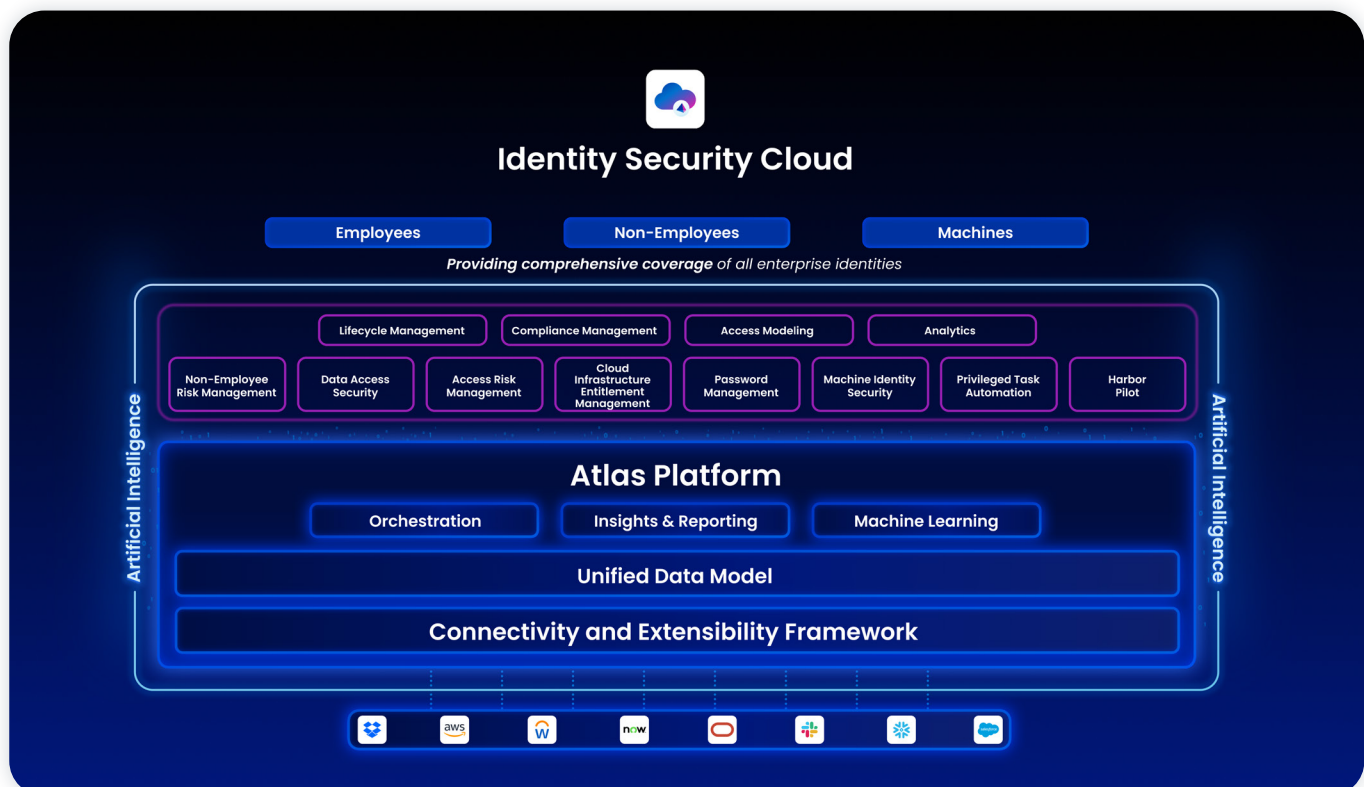 Identity Security Cloud
Employees
Non-Employees
Machines
Providing comprehensive coverage of all enterprise identities
Lifecycle Management
Compliance Management
Access Modeling
Analytics
Non-Employee
Risk Management
Data Access
Security
Access Risk
Management
Cloud
Infrastructure
Entitlement
Management
Password
Management
Machine Identity
Security
Privileged Task
Automation
Harbor
Pilot
Artificial Intelligence
Artificial Intelligence
Atlas Platform
Orchestration
Insights & Reporting
Machine Learning
Unified Data Model
Connectivity and Extensibility Framework
aws
now